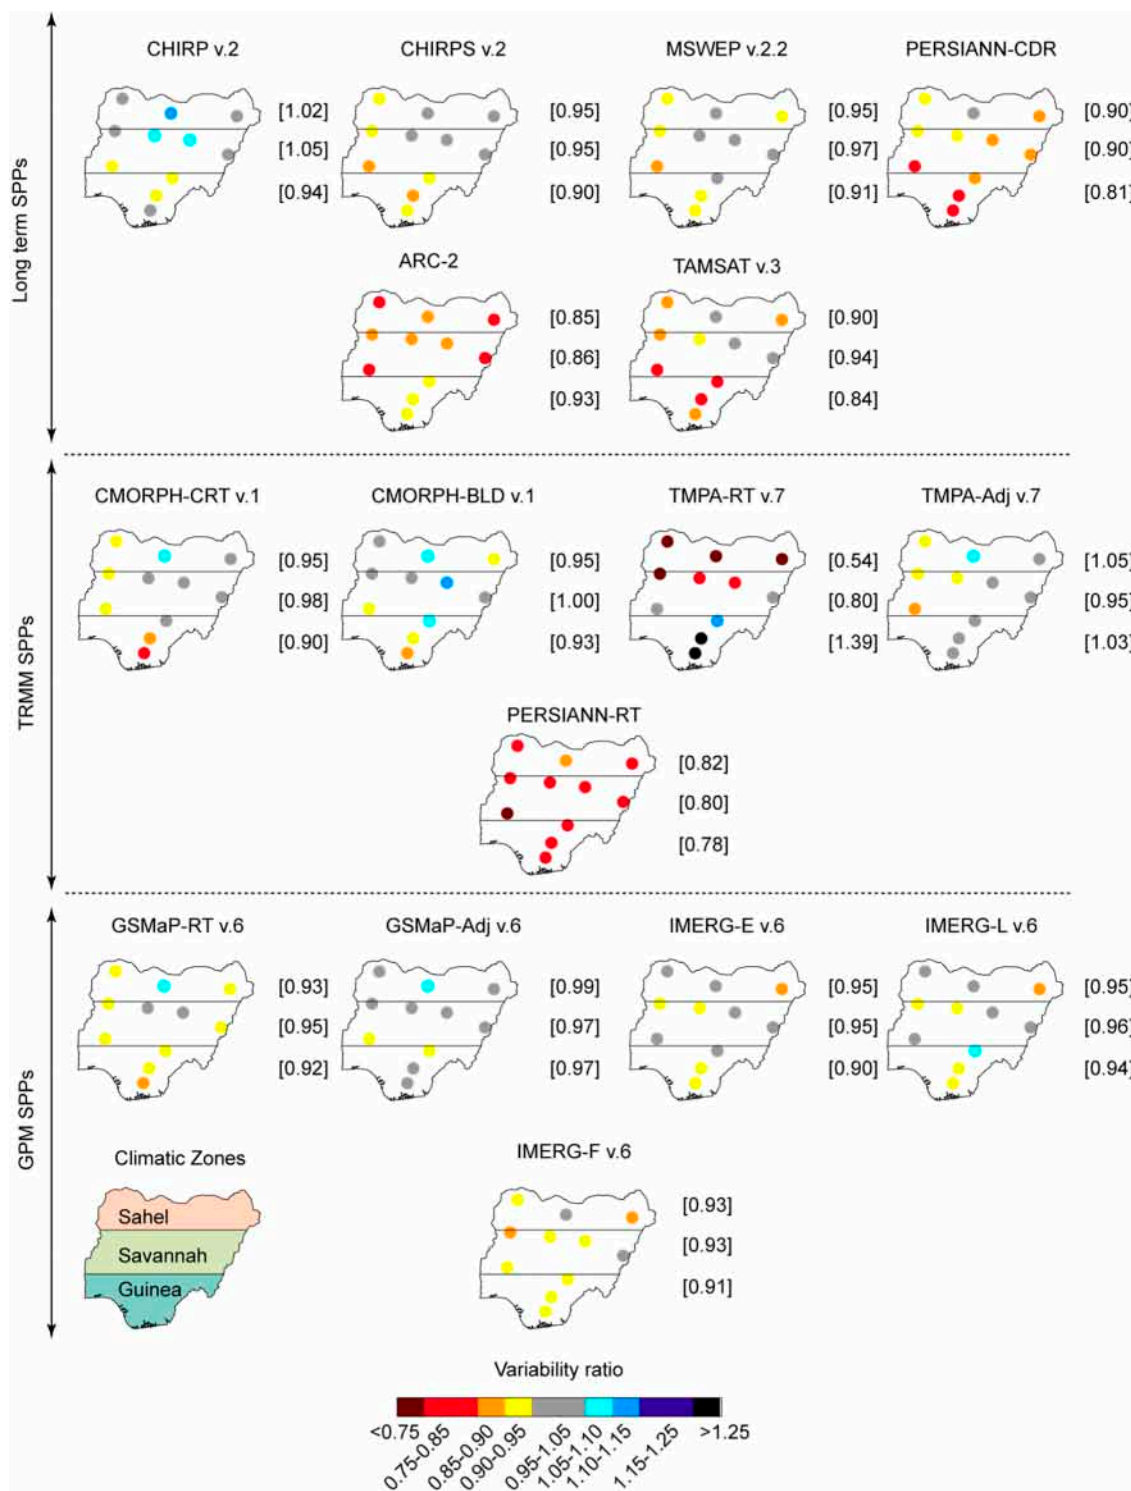 Long term SPPs
CHIRP v.2
[1.02]
[1.05]
[0.94]
CHIRPS v.2
[0.95]
[0.95]
[0.90]
MSWEP v.2.2
[0.95]
[0.97]
[0.91]
PERSIANN-CDR
[0.90]
[0.90]
[0.81]
ARC-2
[0.85]
[0.86]
[0.93]
TAMSAT v.3
[0.90]
[0.94]
[0.84]
TRMM SPPs
CMORPH-CRT v.1
[0.95]
[0.98]
[0.90]
CMORPH-BLD v.1
[0.95]
[1.00]
[0.93]
TMPA-RT v.7
[0.54]
[0.80]
[1.39]
TMPA-Adj v.7
[1.05]
[0.95]
[1.03]
PERSIANN-RT
[0.82]
[0.80]
[0.78]
GPM SPPs
GSMaP-RT v.6
[0.93]
[0.95]
[0.92]
GSMaP-Adj v.6
[0.99]
[0.97]
[0.97]
IMERG-E v.6
[0.95]
[0.95]
[0.90]
IMERG-L v.6
[0.95]
[0.96]
[0.94]
Climatic Zones
Sahel
Savannah
Guinea
IMERG-F v.6
[0.93]
[0.93]
[0.91]
Variability ratio
<0.75
0.75-0.85
0.85-0.90
0.90-0.95
0.95-1.05
1.05-1.10
1.10-1.15
1.15-1.25
>1.25